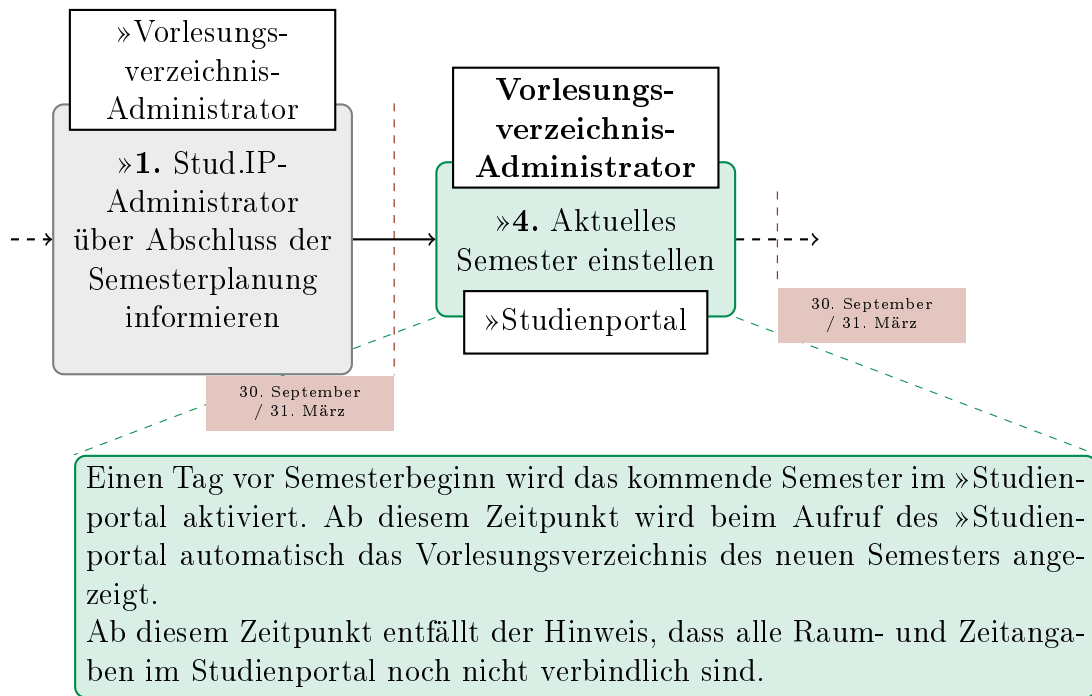 »Vorlesungs-
verzeichnis-
Administrator
»1. Stud.IP-
Administrator
über Abschluss der
Semesterplanung
informieren
30. September
/ 31. März
Vorlesungs-
verzeichnis-
Administrator
»4. Aktuelles
Semester einstellen
»Studienportal
30. September
/ 31. März
Einen Tag vor Semesterbeginn wird das kommende Semester im »Studien-
portal aktiviert. Ab diesem Zeitpunkt wird beim Aufruf des »Studien-
portal automatisch das Vorlesungsverzeichnis des neuen Semesters ange-
zeigt.
Ab diesem Zeitpunkt entfällt der Hinweis, dass alle Raum- und Zeitanga-
ben im Studienportal noch nicht verbindlich sind.